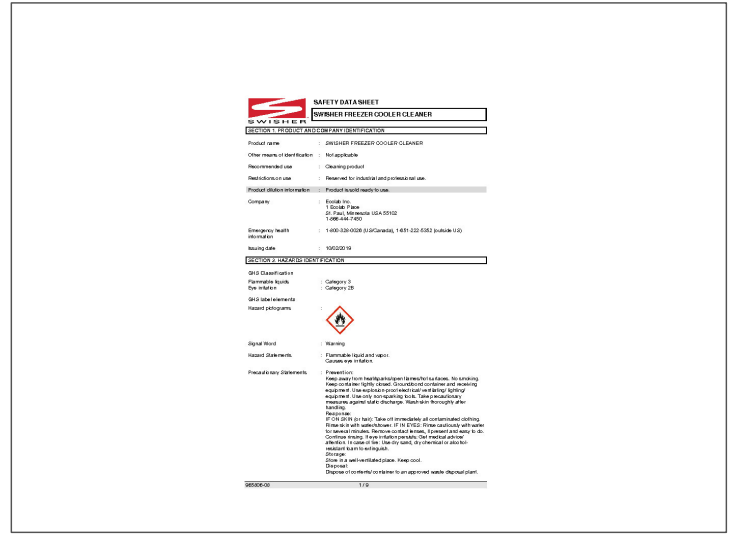 SWISHER
SAFETY DATA SHEET
SWISHER FREEZER COOLER CLEANER
SECTION 1. PRODUCT AND COMPANY IDENTIFICATION
Product name : SWISHER FREEZER COOLER CLEANER
Other means of identification : Not applicable
Recommended use : Cleaning product
Restrictions on use : Reserved for industrial and professional use.
Product dilution information : Product is sold ready to use.
Company : Ecolab Inc.
1 Ecolab Place
St. Paul, Minnesota USA 55102
1-866-444-7450
Emergency health : 1-800-328-0026 (US/Canada), 1-651-222-5352 (outside US)
information
Issuing date : 10/02/2019
SECTION 2. HAZARDS IDENTIFICATION
GHS Classification
Flammable liquids : Category 3
Eye irritation : Category 2B
GHS label elements
Hazard pictograms :
Signal Word : Warning
Hazard Statements : Flammable liquid and vapor.
Causes eye irritation.
Precautionary Statements : Prevention:
Keep away from heat/sparks/open flames/hot surfaces. No smoking.
Keep container tightly closed. Ground/bond container and receiving
equipment. Use explosion-proof electrical/ ventilating/ lighting/
equipment. Use only non-sparking tools. Take precautionary
measures against static discharge. Wash skin thoroughly after
handling.
Response:
IF ON SKIN (or hair): Take off immediately all contaminated clothing.
Rinse skin with water/shower. IF IN EYES: Rinse cautiously with water
for several minutes. Remove contact lenses, if present and easy to do.
Continue rinsing. If eye irritation persists: Get medical advice/
attention. In case of fire: Use dry sand, dry chemical or alcohol-
resistant foam to extinguish.
Storage:
Store in a well-ventilated place. Keep cool.
Disposal:
Dispose of contents/ container to an approved waste disposal plant.
1 / 9